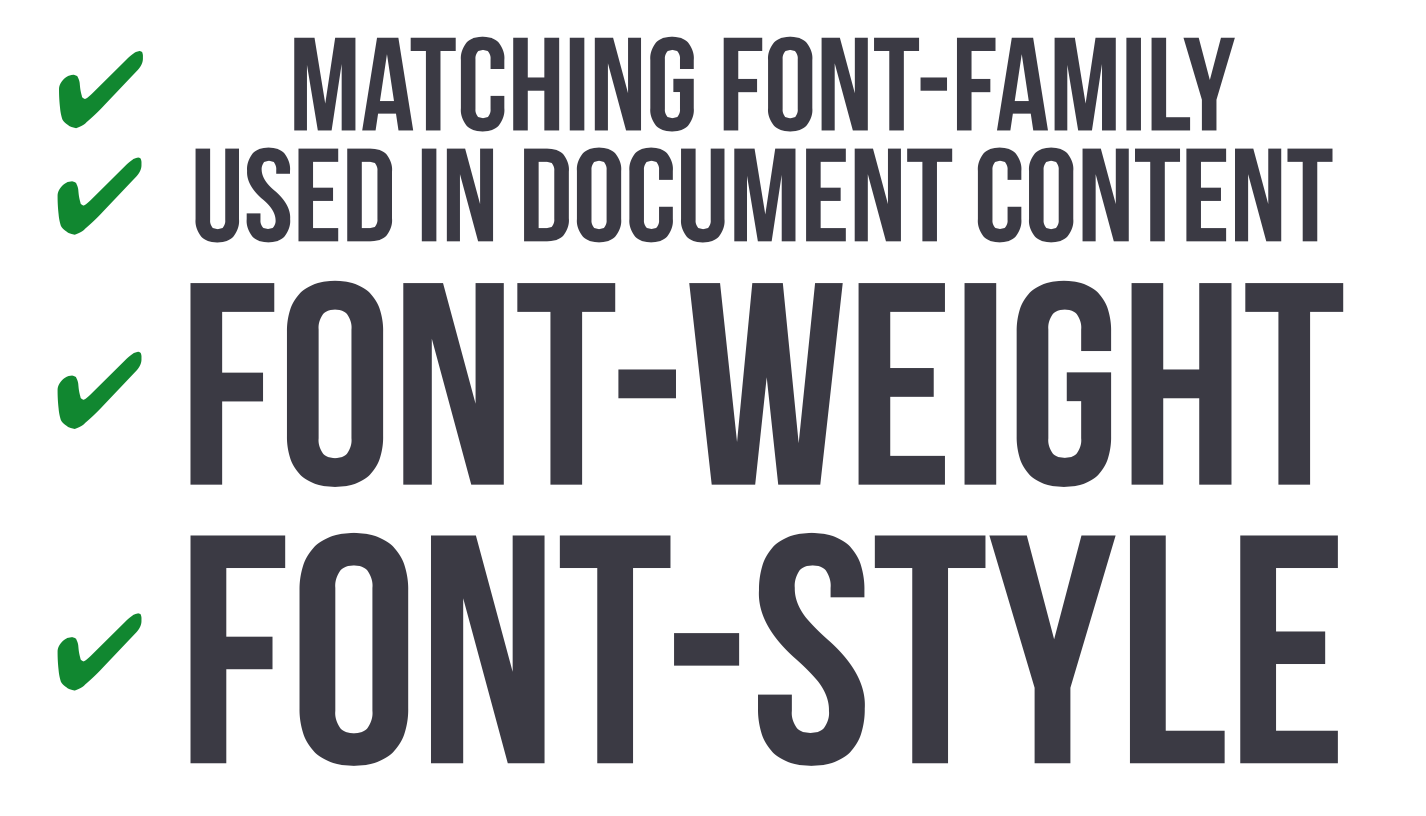 ✔ MATCHING FONT-FAMILY
✔ USED IN DOCUMENT CONTENT
✔ FONT-WEIGHT
✔ FONT-STYLE